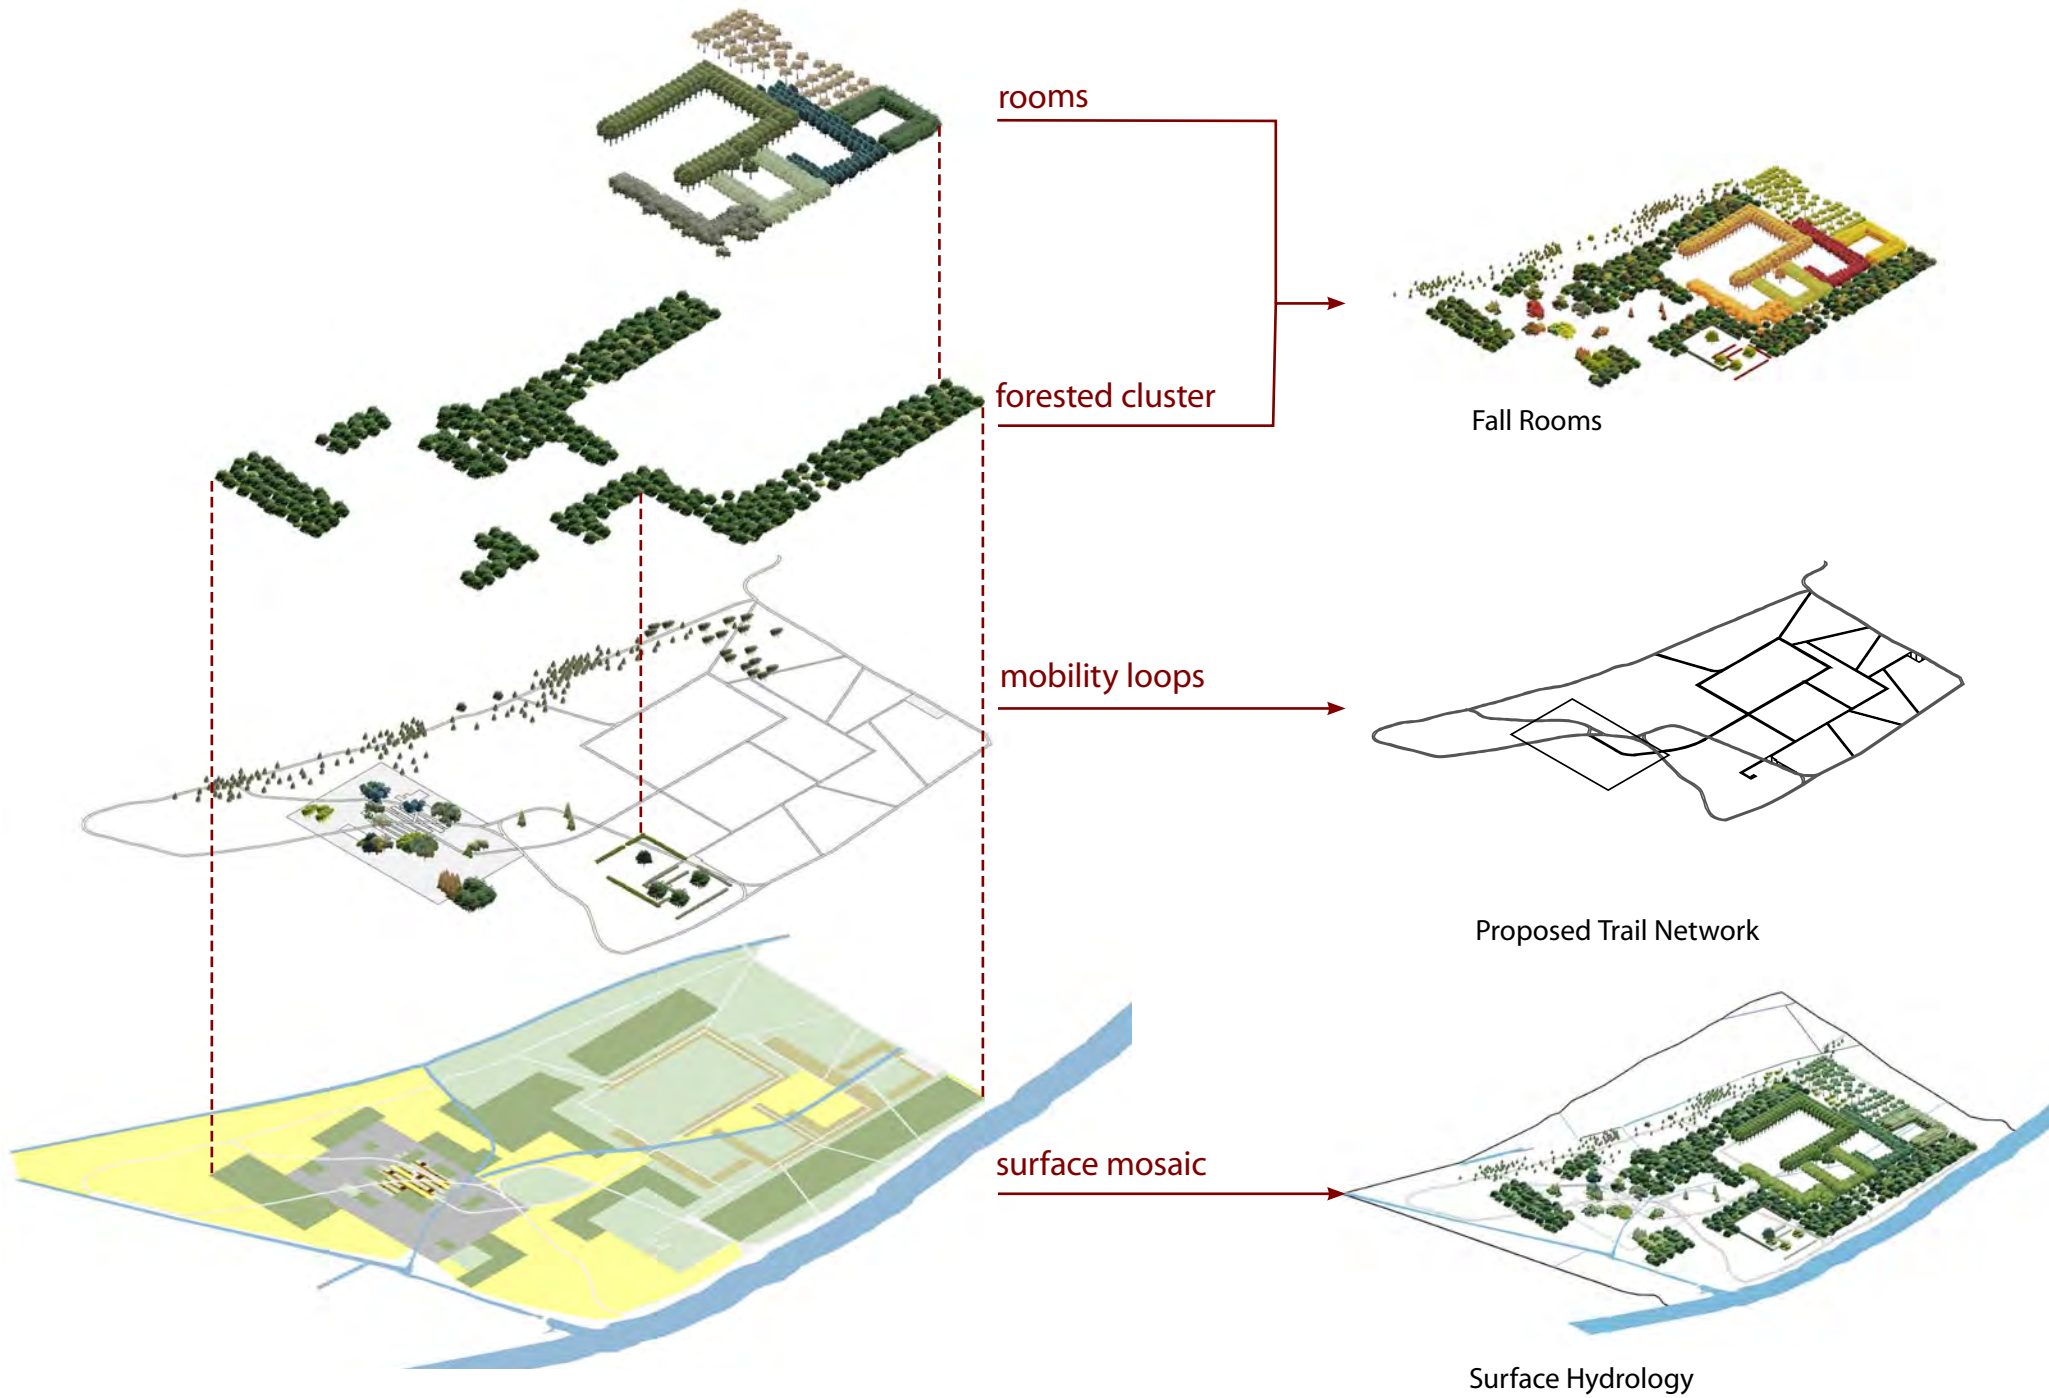 rooms
forested cluster
Fall Rooms
mobility loops
Proposed Trail Network
surface mosaic
Surface Hydrology